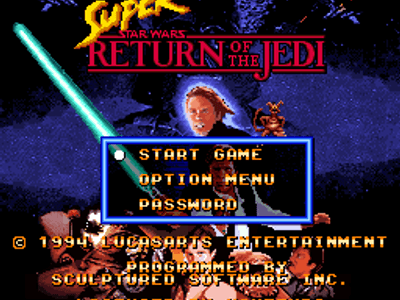 SUPER
STAR WARS
RETURN OF THE JEDI
START GAME
OPTION MENU
PASSWORD
© 1994 LUCASARTS ENTERTAINMENT
PROGRAMMED BY
SCULPTURED SOFTWARE INC.